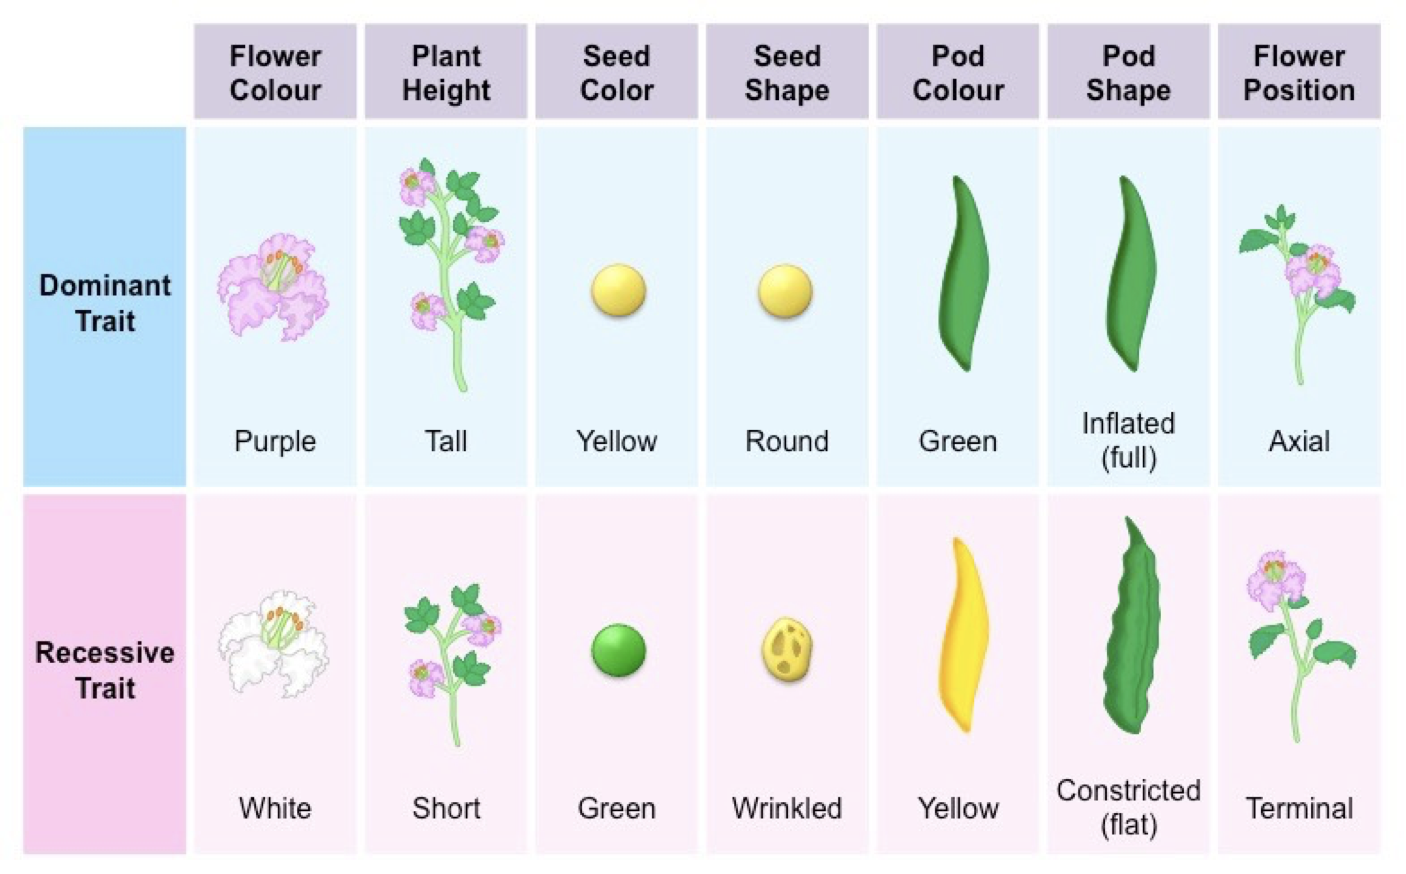 Flower
Colour
Plant
Height
Seed
Color
Seed
Shape
Pod
Colour
Pod
Shape
Flower
Position
Dominant
Trait
Purple
Tall
Yellow
Round
Green
Inflated
(full)
Axial
Recessive
Trait
White
Short
Green
Wrinkled
Yellow
Constricted
(flat)
Terminal